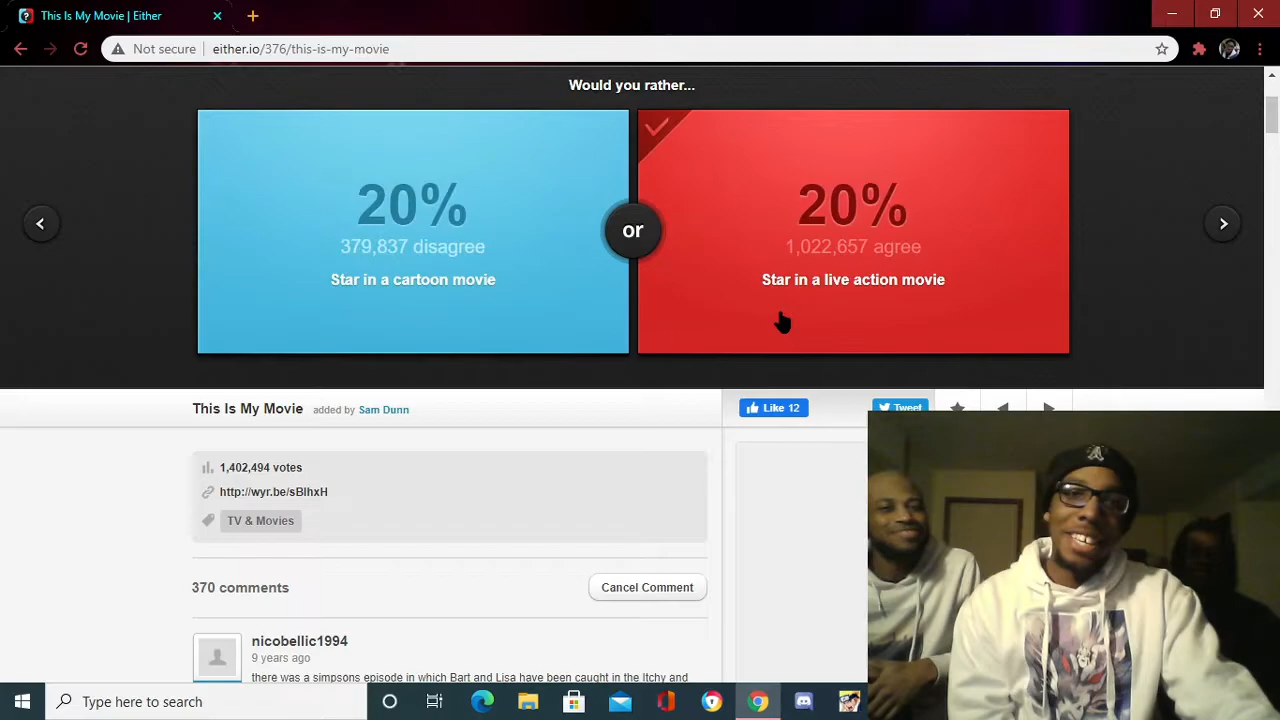 This Is My Movie | Either
Not secure
either.io/376/this-is-my-movie
Would you rather...
20%
379,837 disagree
Star in a cartoon movie
or
20%
1,022,657 agree
Star in a live action movie
This Is My Movie added by Sam Dunn
Like 12
Tweet
1,402,494 votes
http://wyr.be/sBlhxH
TV & Movies
370 comments
Cancel Comment
nicobellic1994
9 years ago
there was a simpsons episode in which Bart and Lisa have been caught in the Itchy and
Type here to search